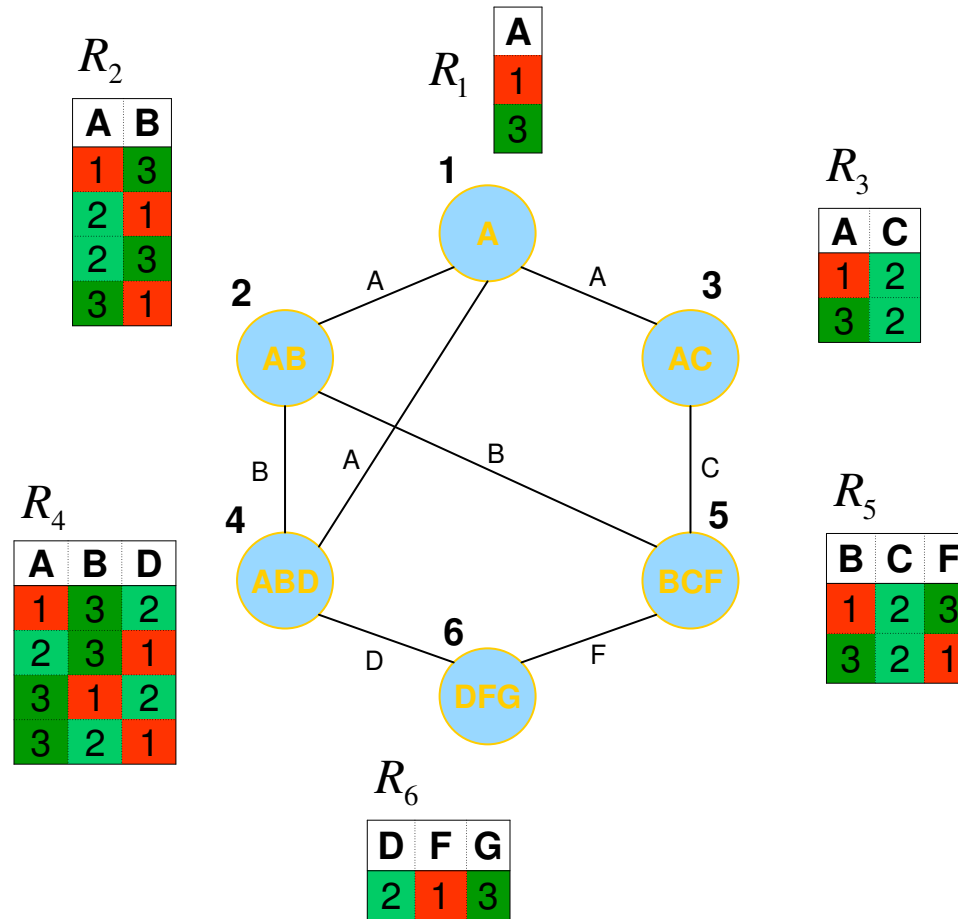 R1
A
1
3
R2
A B
1 3
2 1
2 3
3 1
1
A
R3
A C
1 2
3 2
A
A
2
AB
3
AC
B
A
B
C
R4
A B D
1 3 2
2 3 1
3 1 2
3 2 1
4
ABD
5
BCF
R5
B C F
1 2 3
3 2 1
D
6
F
DFG
R6
D F G
2 1 3